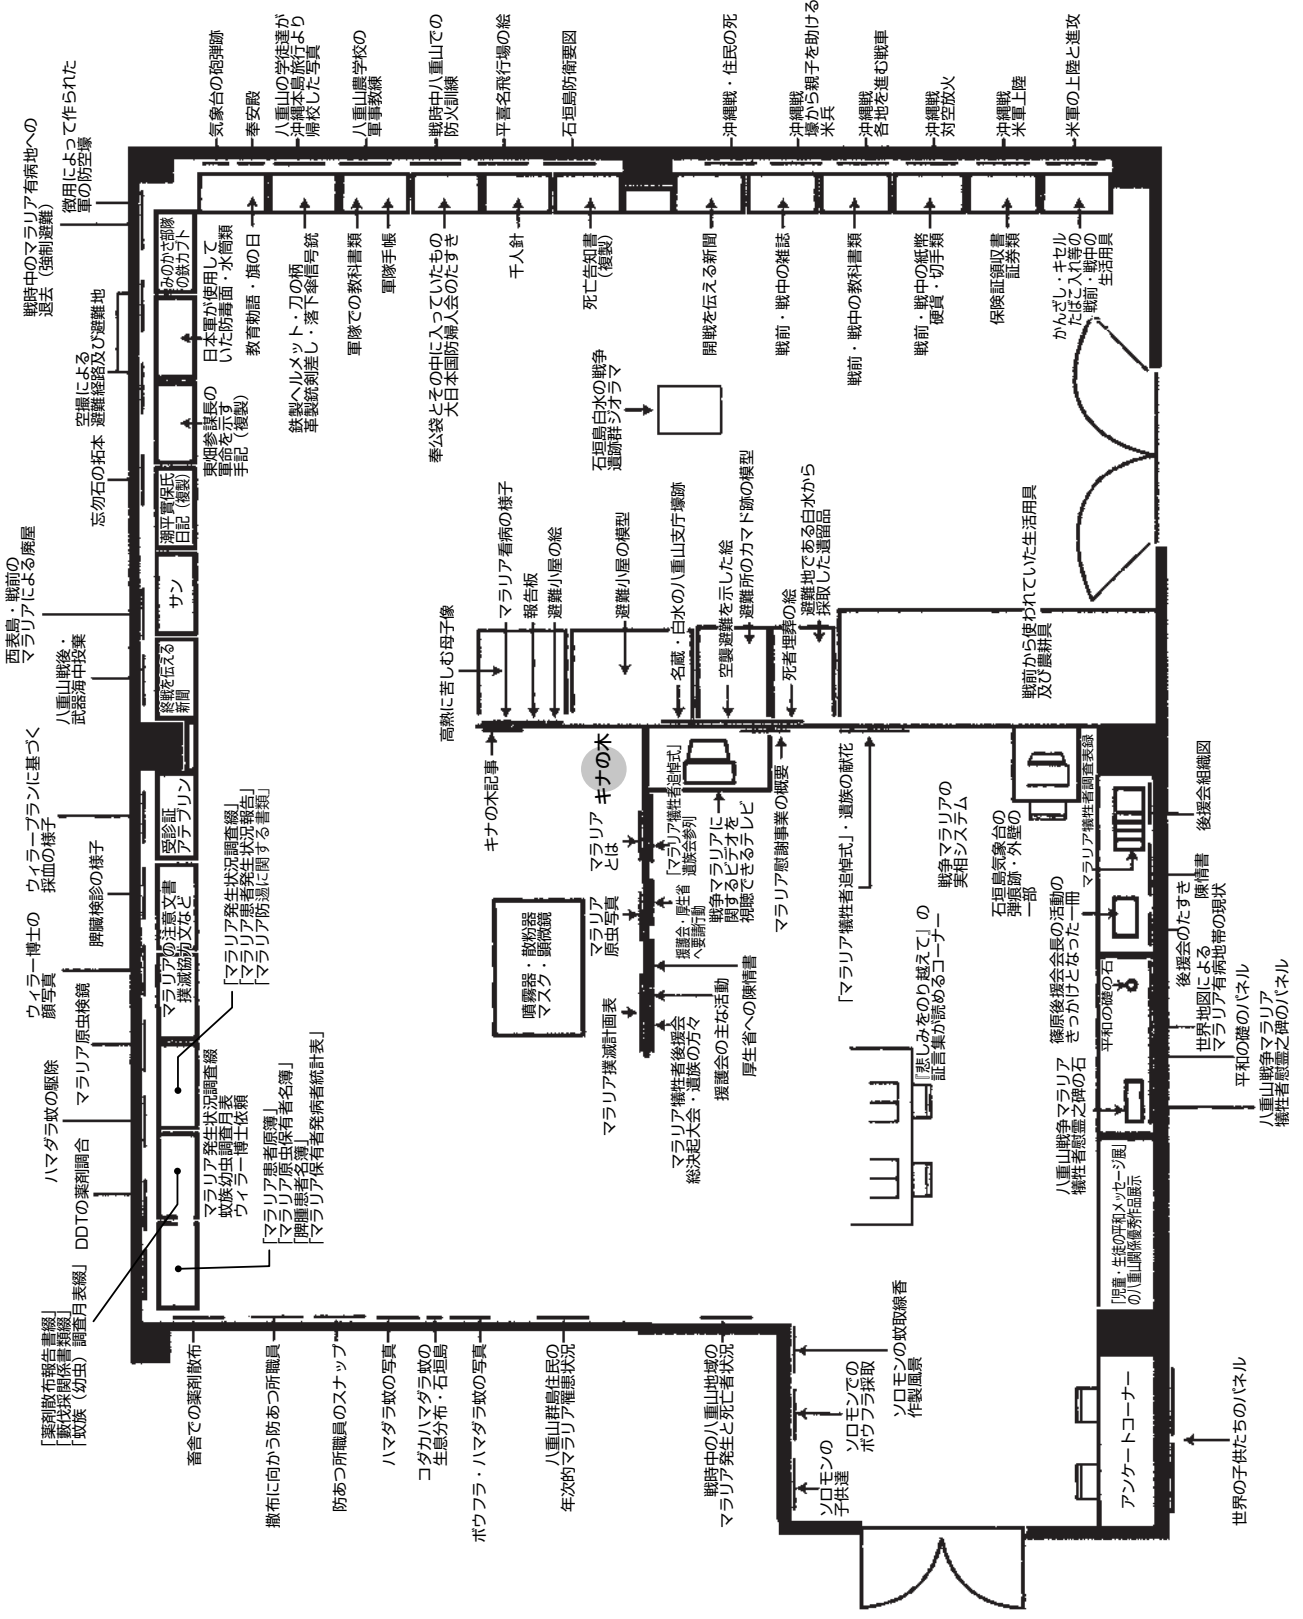 気象台の砲弾跡
奉安殿
八重山の学徒達が
沖縄本島旅行より
帰校した写真
八重山農学校の
軍事教練
戦時中八重山での
防火訓練
平喜名飛行場の絵
石垣島防衛要図
沖縄戦・住民の死
沖縄戦
壕から親子を助ける
米兵
沖縄戦
各地を進む戦車
沖縄戦
対空放火
沖縄戦
米軍上陸
米軍の上陸と進攻
教育勅語・旗の日
鉄製ヘルメット・刀の柄
革製銃剣差し・落下傘信号銃
軍隊での教科書類
軍隊手帳
奉公袋とその中に入っていたもの
大日本国防婦人会のたすき
千人針
死亡告知書
(複製)
開戦を伝える新聞
戦前・戦中の雑誌
戦前・戦中の教科書類
戦前・戦中の紙幣
硬貨・切手類
保険証領収書
証券類
かんざし・キセル
たばこ入れ等の
戦前・戦中の
生活用具
徴用によって作られた
軍の防空壕
戦時中のマラリア有病地への
退去(強制避難)
空撮による
避難経路及び避難地
忘勿石の拓本
西表島・戦前の
マラリアによる廃屋
八重山戦後・
武器海中投棄
ウィラープランに基づく
採血の様子
脾臓検診の様子
ウィラー博士の
顔写真
マラリア原虫検鏡
ハマダラ蚊の駆除
DDTの薬剤調合
「薬剤散布報告書綴」
「藪伐採関係書類綴」
「蚊族(幼虫)調査月表綴」
みのかさ部隊
の鉄カブト
日本軍が使用して
いた防毒面・水筒類
東畑参謀長の
軍命を示す
手記(複製)
潮平寛保氏
日記(複製)
サン
終戦を伝える
新聞
受診証
アテブリン
マラリアの注意文書
撲滅協約文など
「マラリア発生状況調査綴」
「マラリア患者発生状況報告」
「マラリア防遏に関する書類」
マラリア発生状況調査綴
蚊族幼虫調査月表
ウィラー博士依頼
「マラリア患者原簿」
「マラリア原虫保有者名簿」
「脾腫患者名簿」
「マラリア保有者発病者統計表」
石垣島白水の戦争
遺跡群ジオラマ
高熱に苦しむ母子像
マラリア看病の様子
報告板
避難小屋の絵
避難小屋の模型
名蔵・白水の八重山支庁壕跡
空襲避難を示した絵
避難所のカマド跡の模型
死者埋葬の絵
避難地である白水から
採取した遺留品
戦前から使われていた生活用具
及び農耕具
キナの木記事
キナの木
マラリア
とは
「マラリア犠牲者追悼式」
遺族会参列
マラリア
原虫写真
援護会・厚生省
へ要請行動
戦争マラリアに
関するビデオを
視聴できるテレビ
マラリア慰謝事業の概要
「マラリア犠牲者追悼式」・遺族の献花
噴霧器・散粉器
マスク・顕微鏡
マラリア撲滅計画表
マラリア犠牲者後援会
総決起大会・遺族の方々
援護会の主な活動
厚生省への陳情書
戦争マラリアの
実相システム
石垣島気象台の
弾痕跡・外壁の
一部
マラリア犠牲者調査表録
篠原後援会会長の活動の
きっかけとなった一冊
『悲しみをのり越えて』の
証言集が読めるコーナー
平和の礎の石
八重山戦争マラリア
犠牲者慰霊之碑の石
「児童・生徒の平和メッセージ展」
の八重山関係優秀作品展示
アンケートコーナー
後援会組織図
陳情書
後援会のたすき
世界地図による
マラリア有病地帯の現状
平和の礎のパネル
八重山戦争マラリア
犠牲者慰霊之碑のパネル
世界の子供たちのパネル
畜舎での薬剤散布
撒布に向かう防あつ所職員
防あつ所職員のスナップ
ハマダラ蚊の写真
コダカハマダラ蚊の
生息分布・石垣島
ボウフラ・ハマダラ蚊の写真
八重山群島住民の
年次的マラリア罹患状況
戦時中の八重山地域の
マラリア発生と死亡者状況
ソロモンの
子供達
ソロモンでの
ボウフラ採取
ソロモンの蚊取線香
作製風景